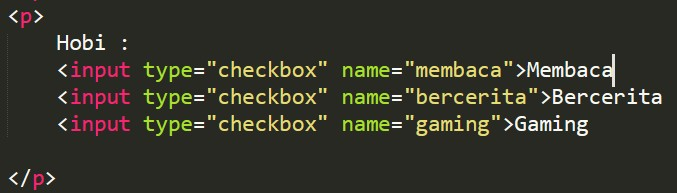 <p>
Hobi :
<input type="checkbox" name="membaca">Membaca
<input type="checkbox" name="bercerita">Bercerita
<input type="checkbox" name="gaming">Gaming
</p>